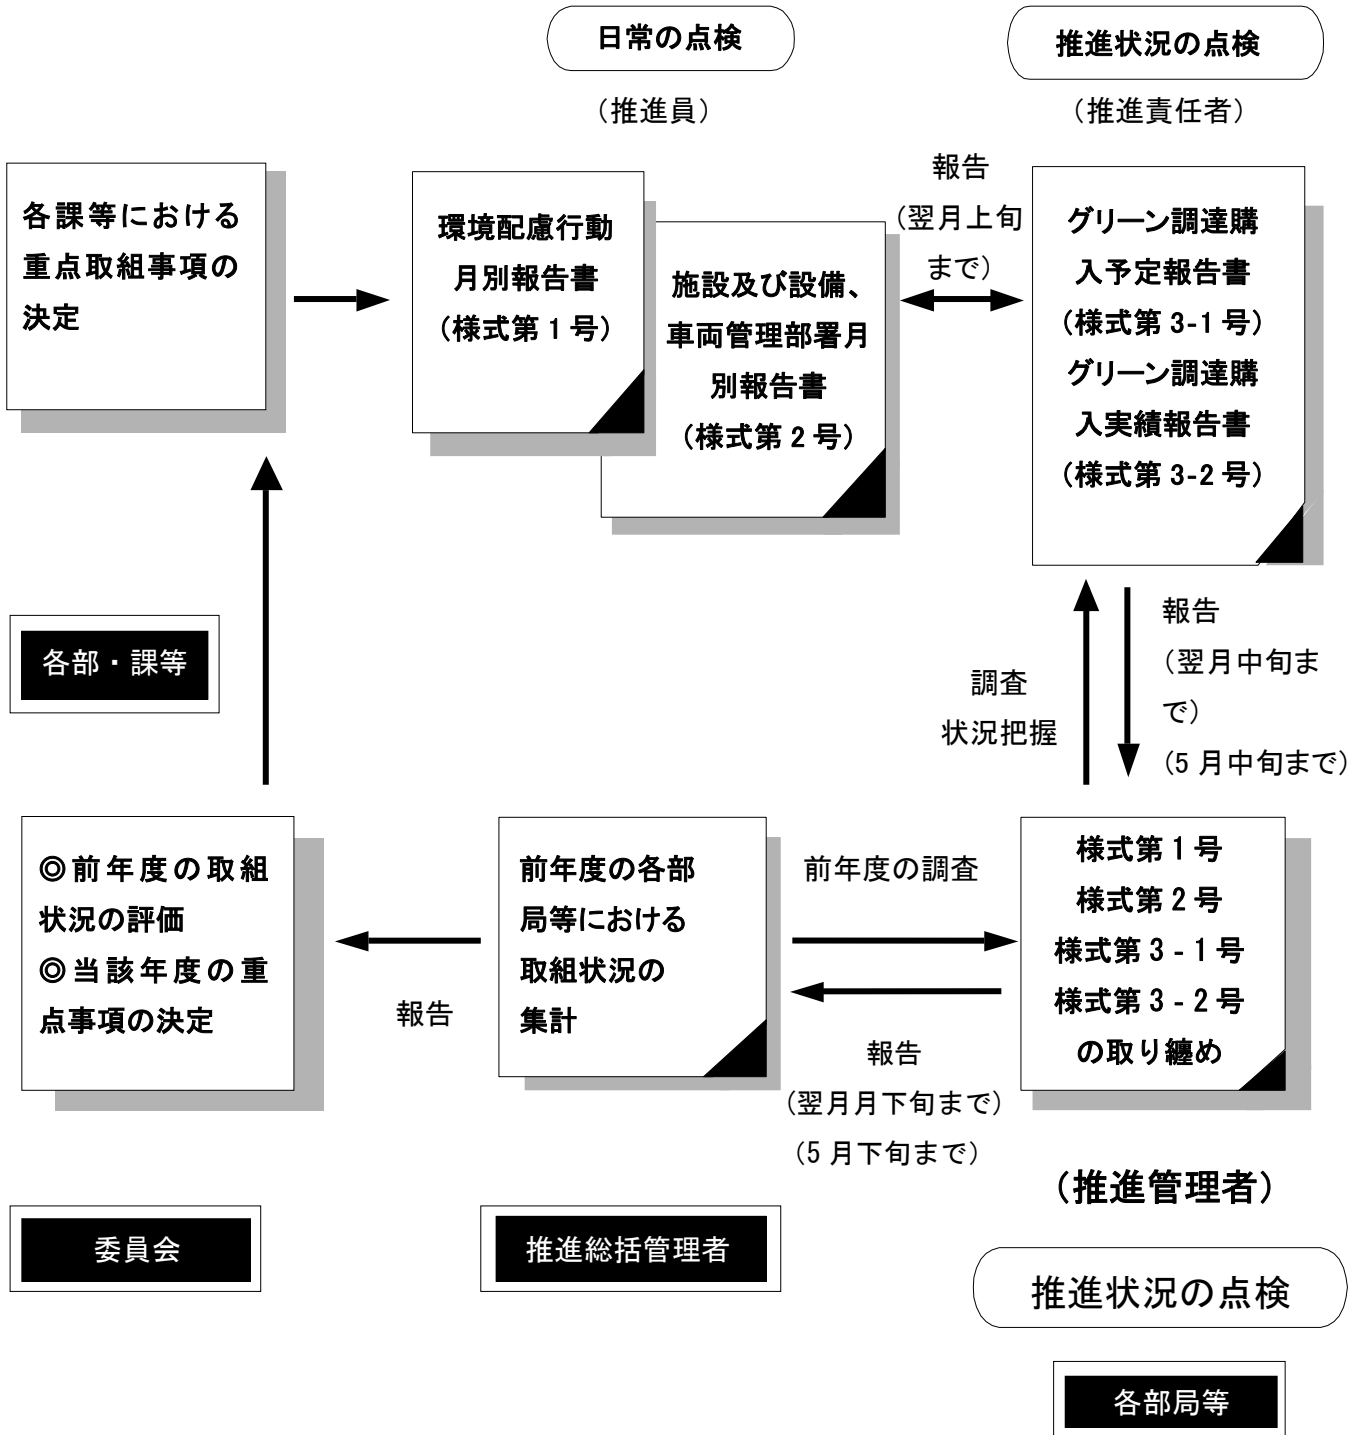 日常の点検
(推進員)
推進状況の点検
(推進責任者)
各課等における
重点取組事項の
決定
環境配慮行動
月別報告書
(様式第1号)
施設及び設備、
車両管理部署月
別報告書
(様式第2号)
報告
(翌月上旬
まで)
グリーン調達購
入予定報告書
(様式第3-1号)
グリーン調達購
入実績報告書
(様式第3-2号)
各部・課等
調査
状況把握
報告
(翌月中旬ま
で)
(5月中旬まで)
◎前年度の取組
状況の評価
◎当該年度の重
点事項の決定
報告
前年度の各部
局等における
取組状況の
集計
前年度の調査
報告
(翌月月下旬まで)
(5月下旬まで)
様式第1号
様式第2号
様式第3-1号
様式第3-2号
の取り纏め
(推進管理者)
委員会
推進総括管理者
推進状況の点検
各部局等